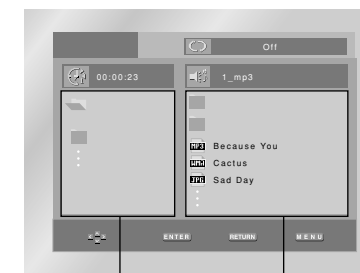 Off
00:00:23
1_mp3
MP3 Because You
WMA Cactus
JPG Sad Day
ENTER RETURN MENU